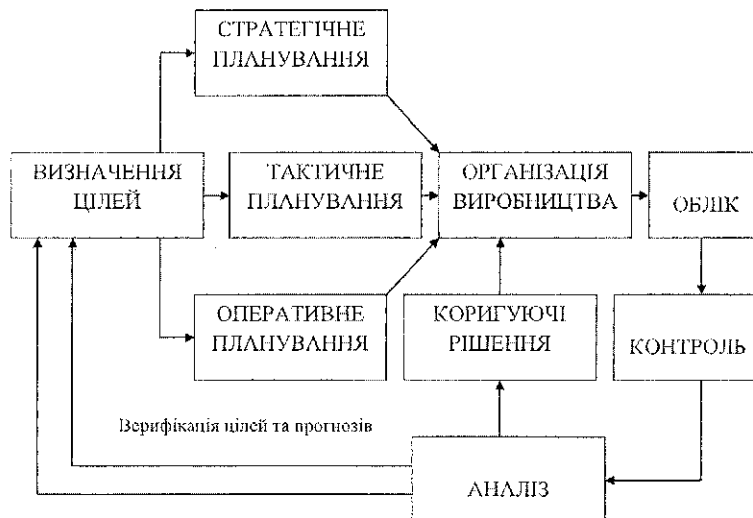 СТРАТЕГІЧНЕ
ПЛАНУВАННЯ
ВИЗНАЧЕННЯ
ЦІЛЕЙ
ТАКТИЧНЕ
ПЛАНУВАННЯ
ОРГАНІЗАЦІЯ
ВИРОБНИЦТВА
ОБЛІК
ОПЕРАТИВНЕ
ПЛАНУВАННЯ
КОРИГУЮЧІ
РІШЕННЯ
КОНТРОЛЬ
Верифікація цілей та прогнозів
АНАЛІЗ